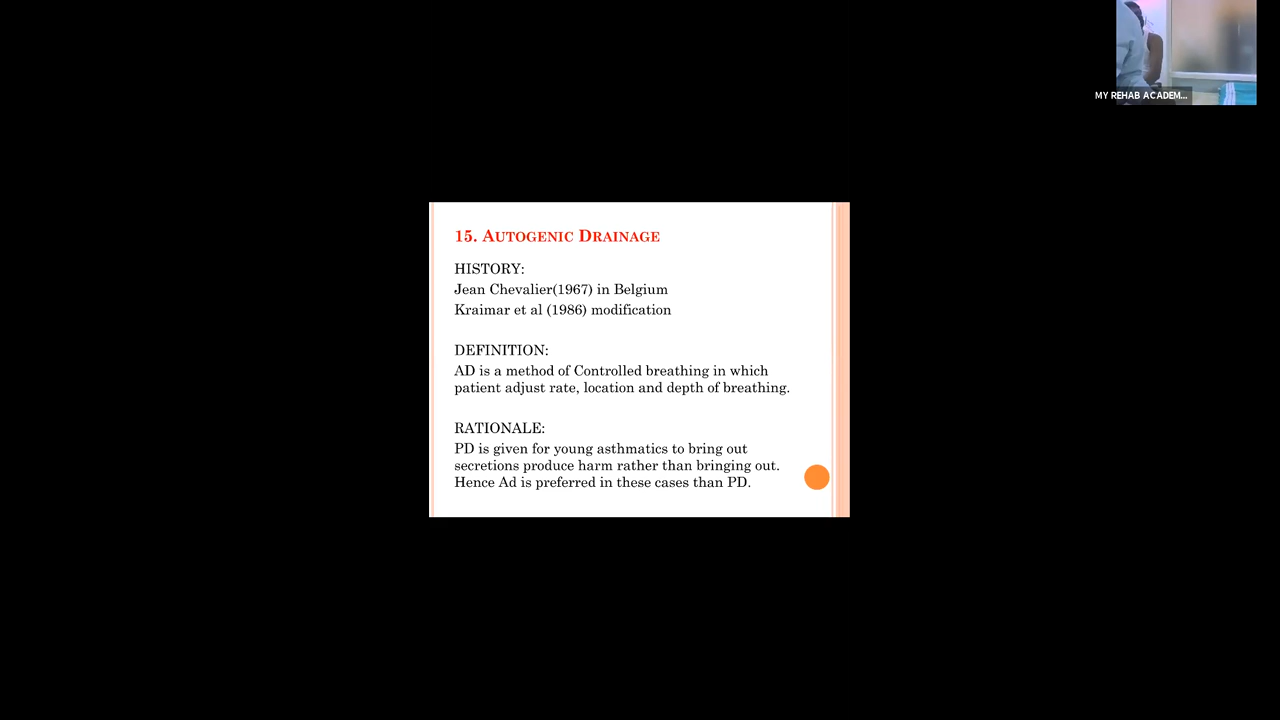 MY REHAB ACADEM...
15. AUTOGENIC DRAINAGE
HISTORY:
Jean Chevalier(1967) in Belgium
Kraimar et al (1986) modification
DEFINITION:
AD is a method of Controlled breathing in which
patient adjust rate, location and depth of breathing.
RATIONALE:
PD is given for young asthmatics to bring out
secretions produce harm rather than bringing out.
Hence Ad is preferred in these cases than PD.